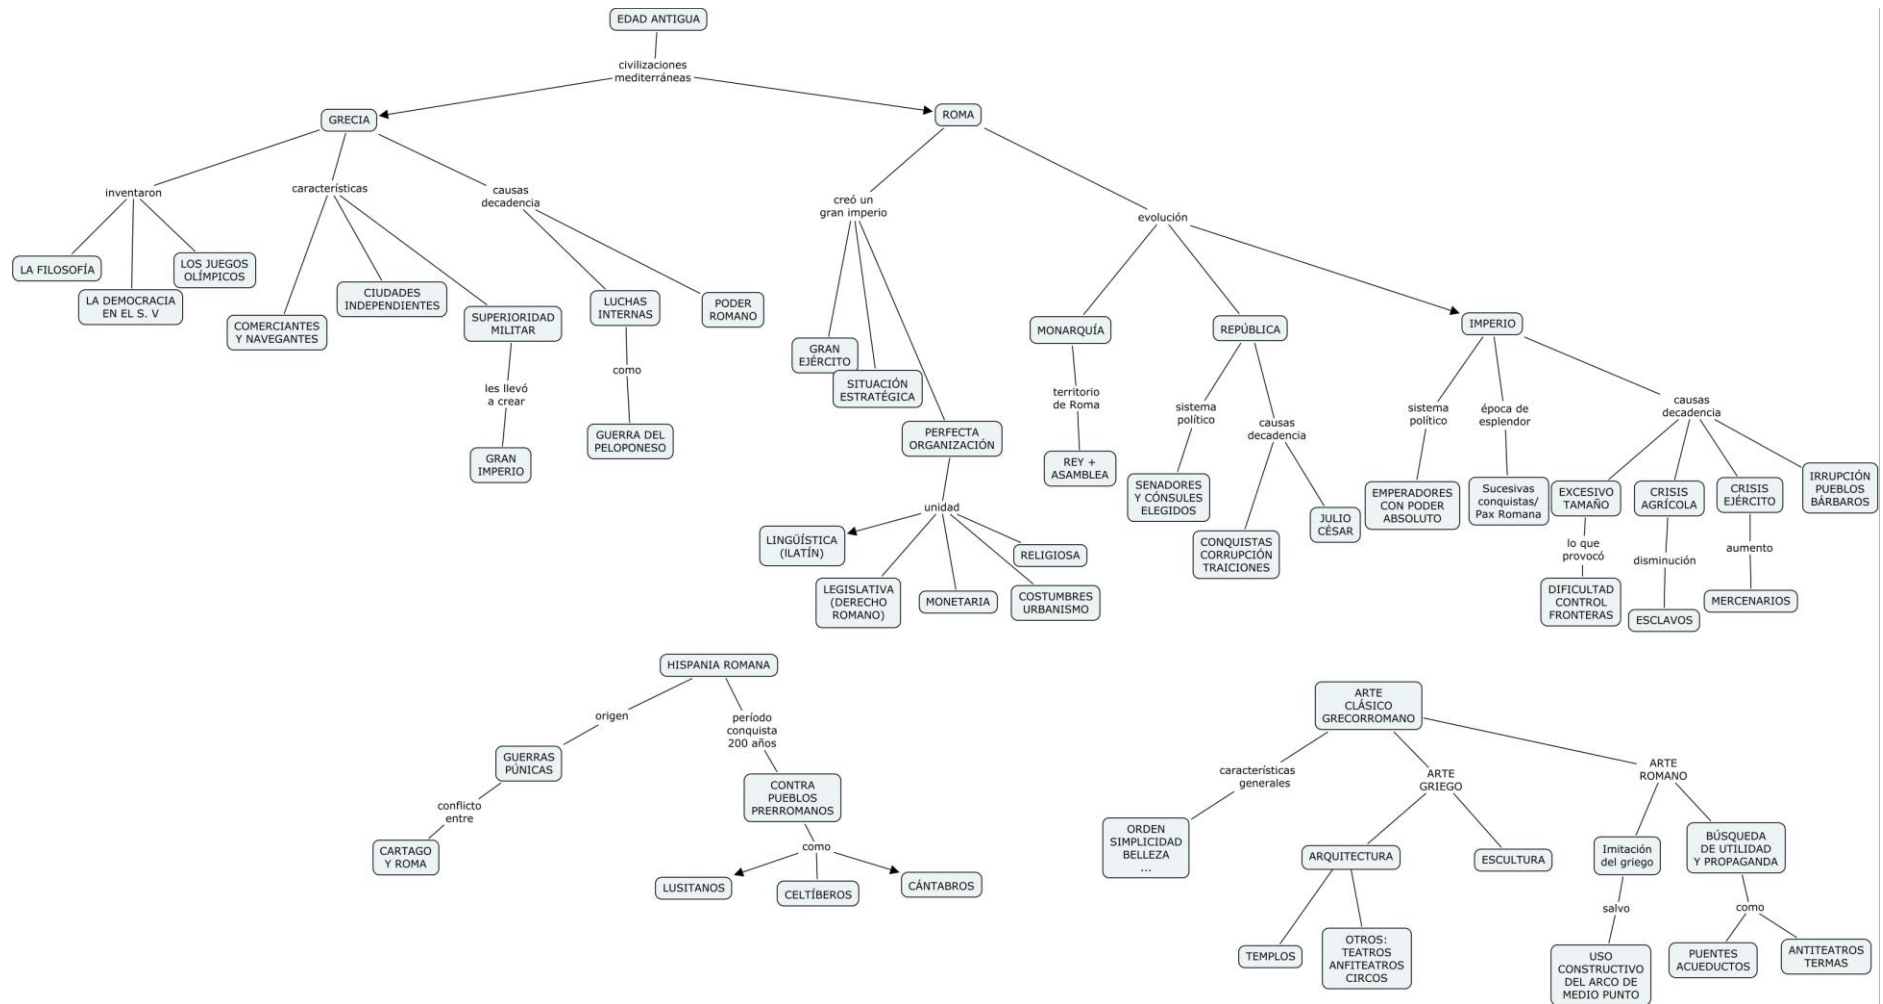 EDAD ANTIGUA
civilizaciones
mediterráneas
GRECIA
ROMA
inventaron
características
causas
decadencia
creó un
gran imperio
evolución
LA FILOSOFÍA
LA DEMOCRACIA
EN EL S. V
LOS JUEGOS
OLÍMPICOS
COMERCIANTES
Y NAVEGANTES
CIUDADES
INDEPENDIENTES
SUPERIORIDAD
MILITAR
les llevó
a crear
GRAN
IMPERIO
LUCHAS
INTERNAS
como
GUERRA DEL
PELOPONESO
PODER
ROMANO
GRAN
EJÉRCITO
SITUACIÓN
ESTRATÉGICA
PERFECTA
ORGANIZACIÓN
unidad
LINGÜÍSTICA
(lLATÍN)
LEGISLATIVA
(DERECHO
ROMANO)
MONETARIA
COSTUMBRES
URBANISMO
RELIGIOSA
MONARQUÍA
territorio
de Roma
REY +
ASAMBLEA
REPÚBLICA
sistema
político
SENADORES
Y CÓNSULES
ELEGIDOS
causas
decadencia
CONQUISTAS
CORRUPCIÓN
TRAICIONES
JULIO
CÉSAR
IMPERIO
sistema
político
EMPERADORES
CON PODER
ABSOLUTO
época de
esplendor
Sucesivas
conquistas/
Pax Romana
causas
decadencia
EXCESIVO
TAMAÑO
lo que
provocó
DIFICULTAD
CONTROL
FRONTERAS
CRISIS
AGRÍCOLA
disminución
ESCLAVOS
CRISIS
EJÉRCITO
aumento
MERCENARIOS
IRRUPCIÓN
PUEBLOS
BÁRBAROS
HISPANIA ROMANA
origen
GUERRAS
PÚNICAS
conflicto
entre
CARTAGO
Y ROMA
período
conquista
200 años
CONTRA
PUEBLOS
PRERROMANOS
como
LUSITANOS
CELTÍBEROS
CÁNTABROS
ARTE
CLÁSICO
GRECORROMANO
características
generales
ORDEN
SIMPLICIDAD
BELLEZA
...
ARTE
GRIEGO
ARQUITECTURA
TEMPLOS
OTROS:
TEATROS
ANFITEATROS
CIRCOS
ESCULTURA
ARTE
ROMANO
Imitación
del griego
salvo
USO
CONSTRUCTIVO
DEL ARCO DE
MEDIO PUNTO
BÚSQUEDA
DE UTILIDAD
Y PROPAGANDA
como
PUENTES
ACUEDUCTOS
ANTITEATROS
TERMAS